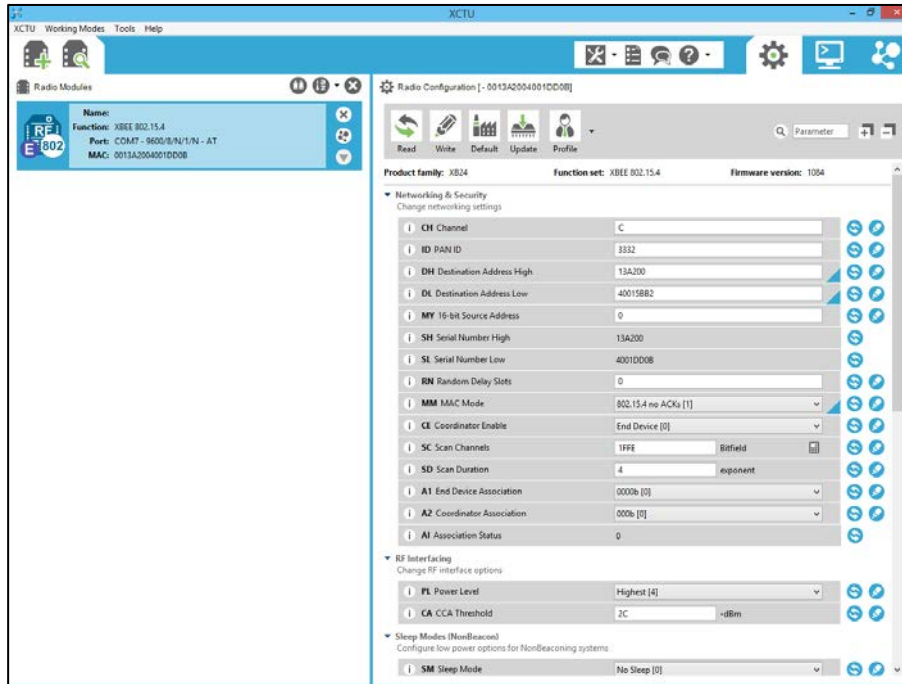 XCTU
XCTU Working Modes Tools Help
Radio Modules
Radio Configuration [ - 0013A2004001DD0B]
Name:
Function: XBEE 802.15.4
Port: COM7 - 9600/8/N/1/N - AT
MAC: 0013A2004001DD0B
RF
E 802
Read Write Default Update Profile
Parameter
Product family: XB24 Function set: XBEE 802.15.4 Firmware version: 1084
Networking & Security
Change networking settings
i CH Channel C
i ID PAN ID 3332
i DH Destination Address High 13A200
i DL Destination Address Low 40015BB2
i MY 16-bit Source Address 0
i SH Serial Number High 13A200
i SL Serial Number Low 4001DD0B
i RN Random Delay Slots 0
i MM MAC Mode 802.15.4 no ACKs [1]
i CE Coordinator Enable End Device [0]
i SC Scan Channels 1FFE Bitfield
i SD Scan Duration 4 exponent
i A1 End Device Association 0000b [0]
i A2 Coordinator Association 000b [0]
i AI Association Status 0
RF Interfacing
Change RF interface options
i PL Power Level Highest [4]
i CA CCA Threshold 2C -dBm
Sleep Modes (NonBeacon)
Configure low power options for NonBeaconing systems
i SM Sleep Mode No Sleep [0]